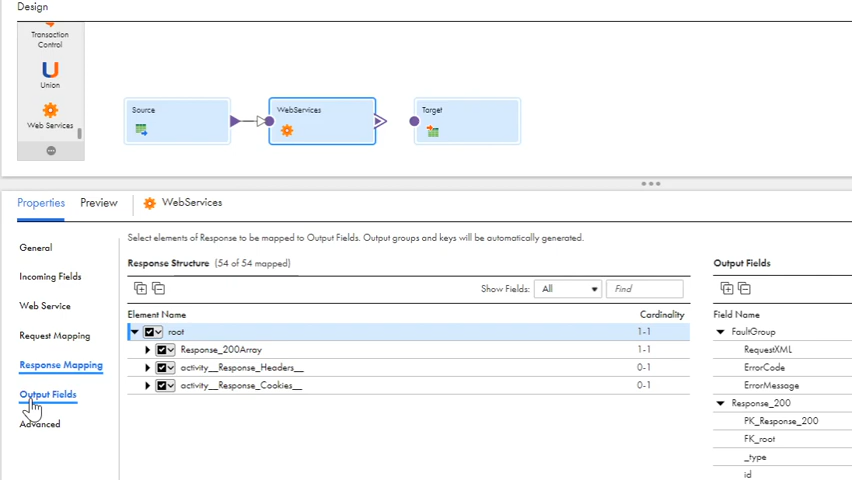 Design
Transaction
Control
Union
Web Services
Source
WebServices
Target
Properties
Preview
WebServices
General
Incoming Fields
Web Service
Request Mapping
Response Mapping
Output Fields
Advanced
Select elements of Response to be mapped to Output Fields. Output groups and keys will be automatically generated.
Response Structure (54 of 54 mapped)
Show Fields: All Find
Element Name Cardinality
root 1-1
Response_200Array 1-1
activity__Response_Headers__ 0-1
activity__Response_Cookies__ 0-1
Output Fields
Field Name
FaultGroup
RequestXML
ErrorCode
ErrorMessage
Response_200
PK_Response_200
FK_root
_type
id